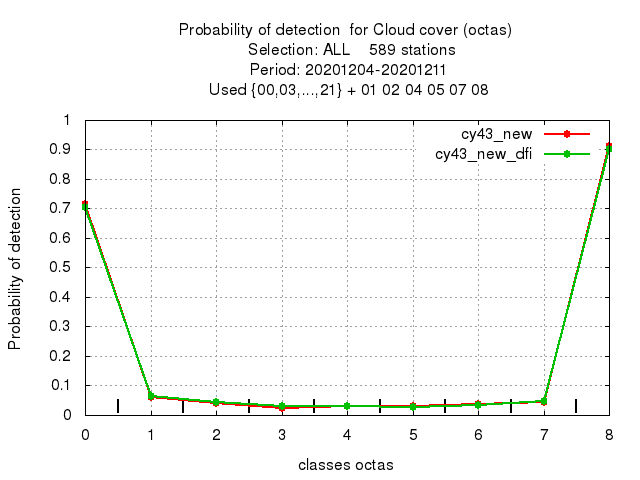 Probability of detection  for Cloud cover (octas)
Selection: ALL    589 stations
Period: 20201204-20201211
Used {00,03,...,21} + 01 02 04 05 07 08
1
0.9
0.8
0.7
0.6
0.5
0.4
0.3
0.2
0.1
0
Probability of detection
cy43_new
cy43_new_dfi
0 1 2 3 4 5 6 7 8
classes octas